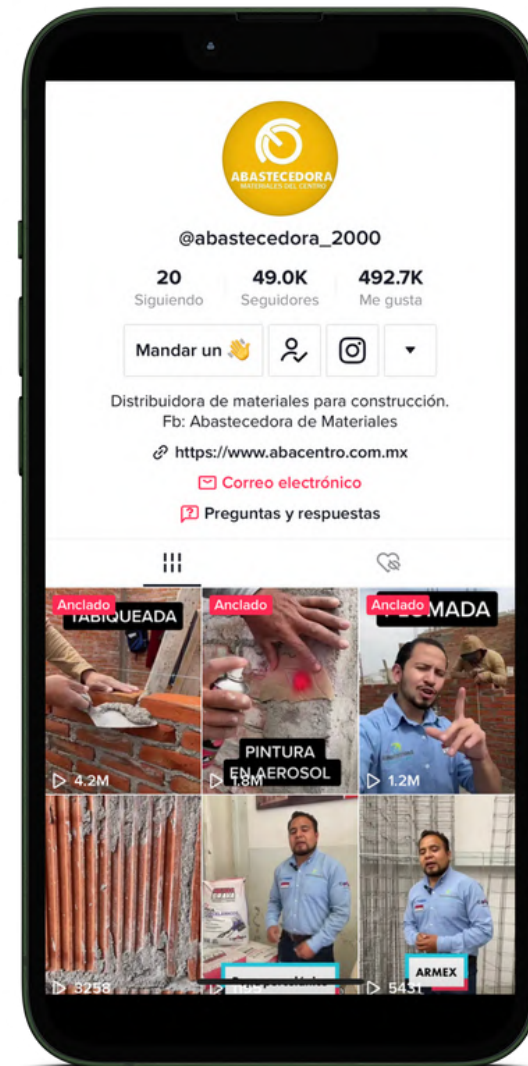 ABASTECEDORA
MATERIALES DEL CENTRO
@abastecedora_2000
20 49.0K 492.7K
Siguiendo Seguidores Me gusta
Mandar un 👋
Distribuidora de materiales para construcción.
Fb: Abastecedora de Materiales
https://www.abacentro.com.mx
Correo electrónico
Preguntas y respuestas
Anclado Anclado Anclado
TABIQUEADA
PINTURA
EN AEROSOL
4.2M 1.8M 1.2M
ARMEX
3258 5431